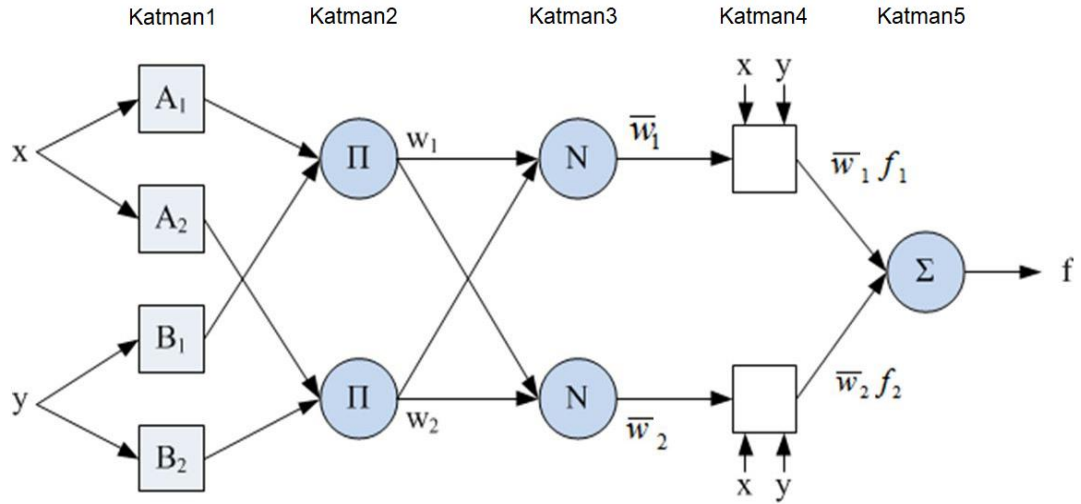 Katman1 Katman2 Katman3 Katman4 Katman5
x y
A₁
Π w₁ N w̅₁
w̅₁ f₁
x
A₂
Σ f
B₁
y
Π w₂ N w̅₂
w̅₂ f₂
B₂
x y